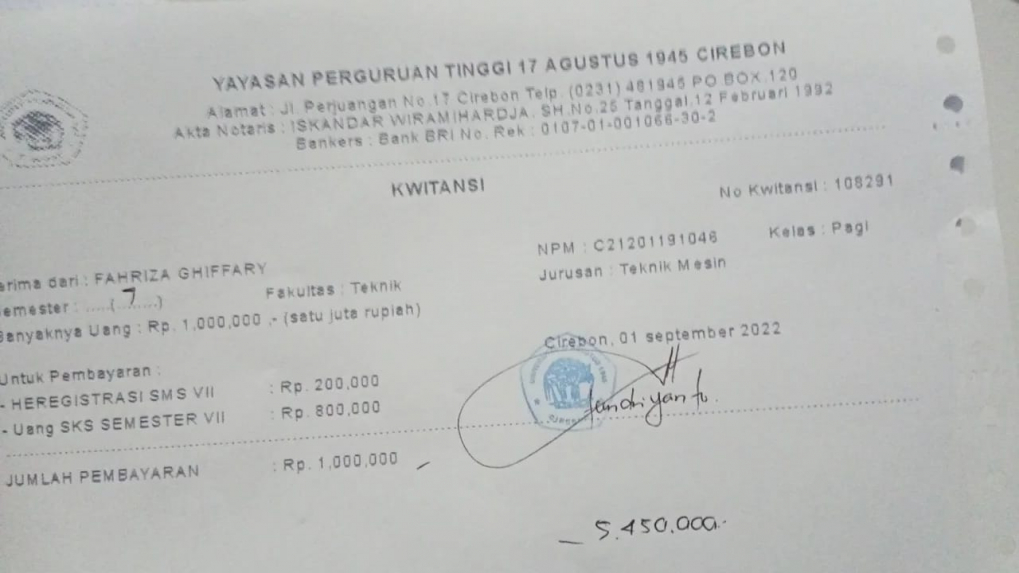 YAYASAN PERGURUAN TINGGI 17 AGUSTUS 1945 CIREBON
Alamat : Jl. Perjuangan No.17 Cirebon Telp. (0231) 481945 PO BOX.120
Akta Notaris : ISKANDAR WIRAMIHARDJA, SH.No.25 Tanggal.12 Februari 1992
Bankers : Bank BRI No. Rek : 0107-01-001066-30-2
KWITANSI
No Kwitansi : 108291
erima dari : FAHRIZA GHIFFARY
NPM : C21201191046 Kelas : Pagi
emester : .....( 7 ......) Fakultas : Teknik Jurusan : Teknik Mesin
Banyaknya Uang : Rp. 1,000,000 ,- (satu juta rupiah)
Cirebon, 01 september 2022
Untuk Pembayaran :
- HEREGISTRASI SMS VII : Rp. 200,000
- Uang SKS SEMESTER VII : Rp. 800,000
JUMLAH PEMBAYARAN : Rp. 1,000,000
- 5.450.000.-